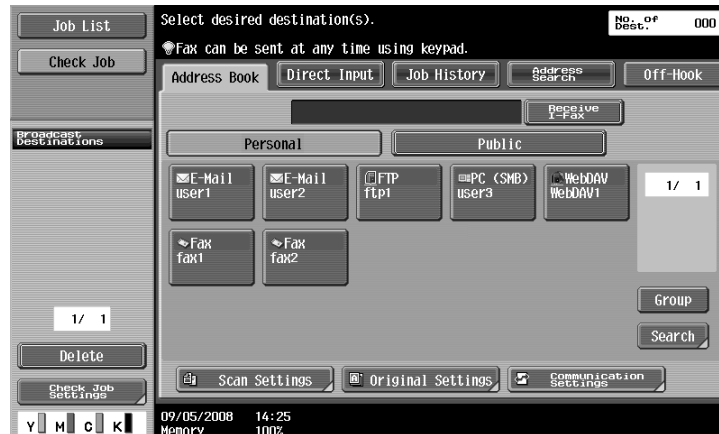 Job List
Check Job
Broadcast
Destinations
1/ 1
Delete
Check Job
Settings
Y M C K
Select desired destination(s).
No. of
Dest. 000
Fax can be sent at any time using keypad.
Address Book
Direct Input
Job History
Address
Search
Off-Hook
Receive
I-Fax
Personal
Public
E-Mail
user1
E-Mail
user2
FTP
ftp1
PC (SMB)
user3
WebDAV
WebDAV1
1/ 1
Fax
fax1
Fax
fax2
Group
Search
Scan Settings
Original Settings
Communication
Settings
09/05/2008 14:25
Memory 100%